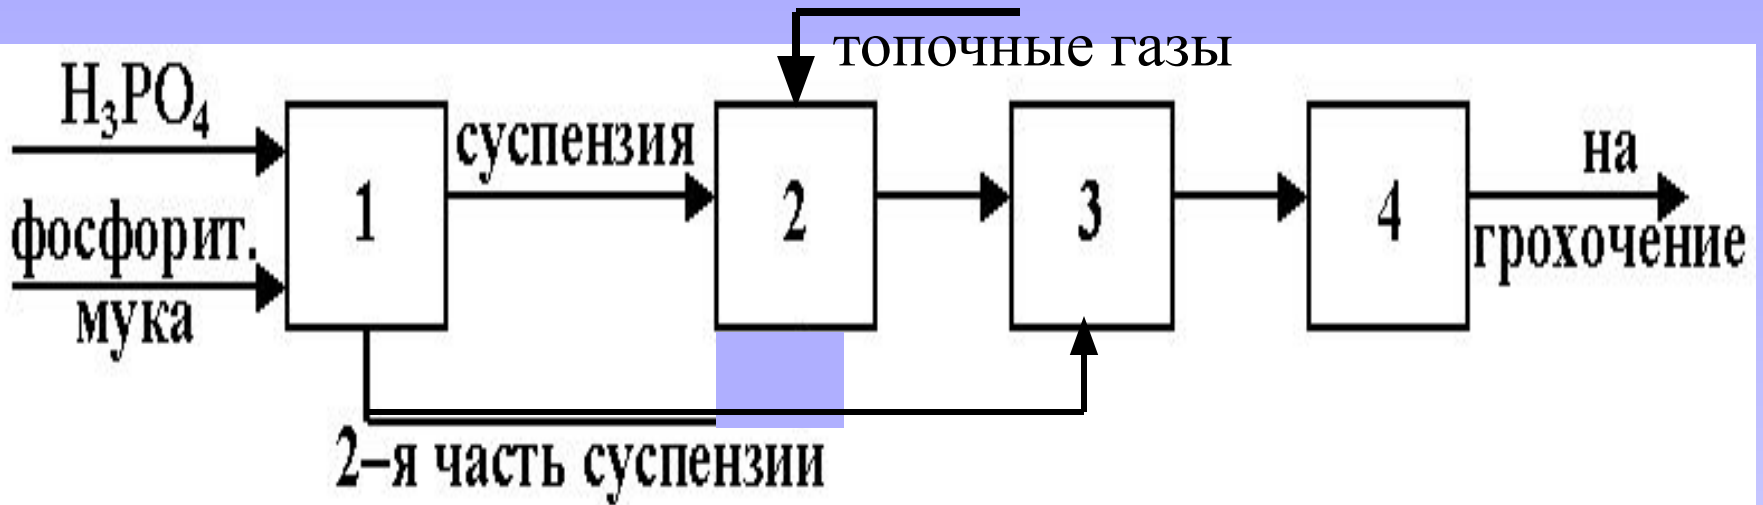 топочные газы
H₃PO₄
суспензия
на
1
2
3
4
фосфорит.
грохочение
мука
2–я часть суспензии